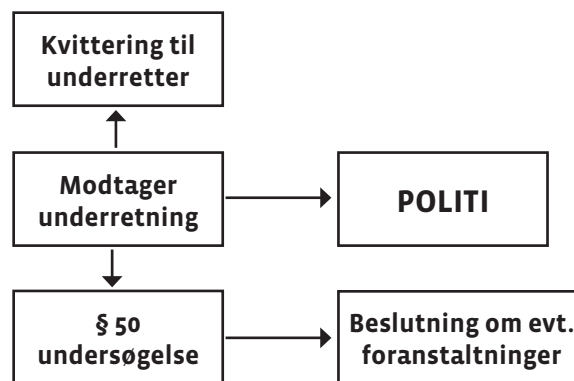 Kvittering til
underretter
Modtager
underretning
POLITI
§ 50
undersøgelse
Beslutning om evt.
foranstaltninger